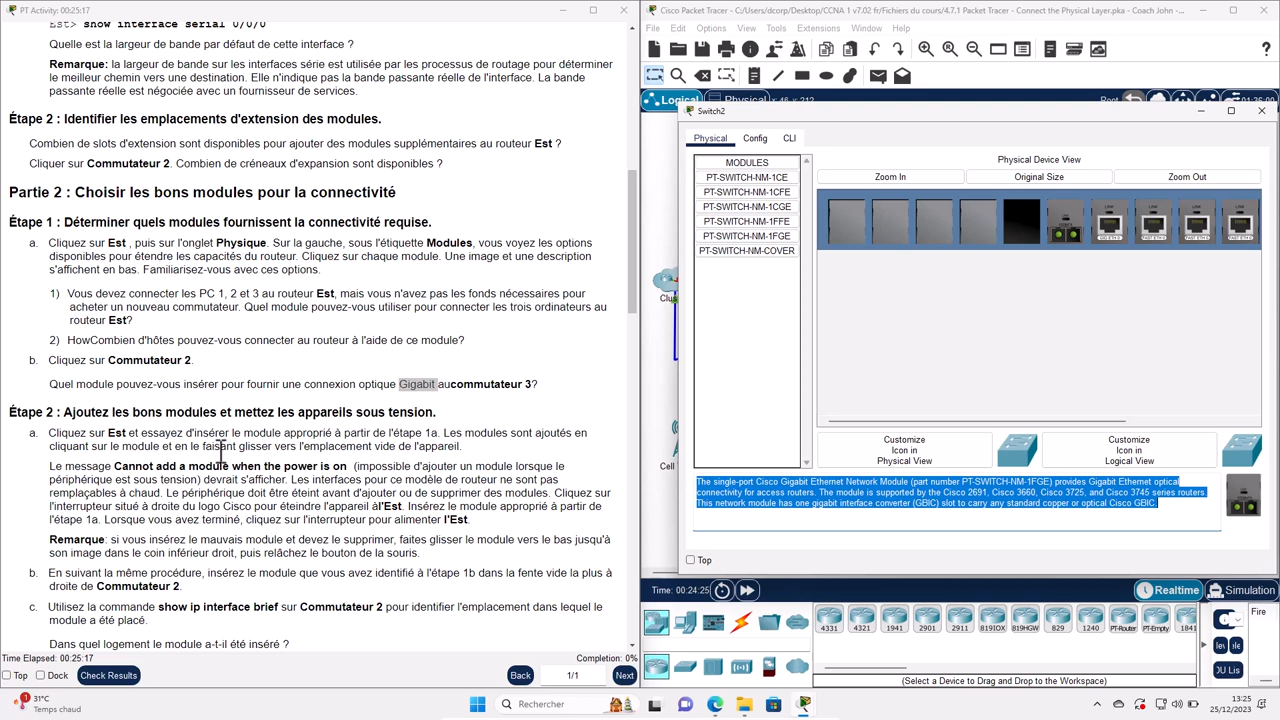 PT Activity: 00:25:17
Est> show interface serial 0/0/0
Quelle est la largeur de bande par défaut de cette interface ?
Remarque: la largeur de bande sur les interfaces série est utilisée par les processus de routage pour déterminer
le meilleur chemin vers une destination. Elle n'indique pas la bande passante réelle de l'interface. La bande
passante réelle est négociée avec un fournisseur de services.
Étape 2 : Identifier les emplacements d'extension des modules.
Combien de slots d'extension sont disponibles pour ajouter des modules supplémentaires au routeur Est ?
Cliquer sur Commutateur 2. Combien de créneaux d'expansion sont disponibles ?
Partie 2 : Choisir les bons modules pour la connectivité
Étape 1 : Déterminer quels modules fournissent la connectivité requise.
a. Cliquez sur Est , puis sur l'onglet Physique. Sur la gauche, sous l'étiquette Modules, vous voyez les options
disponibles pour étendre les capacités du routeur. Cliquez sur chaque module. Une image et une description
s'affichent en bas. Familiarisez-vous avec ces options.
1) Vous devez connecter les PC 1, 2 et 3 au routeur Est, mais vous n'avez pas les fonds nécessaires pour
acheter un nouveau commutateur. Quel module pouvez-vous utiliser pour connecter les trois ordinateurs au
routeur Est?
2) HowCombien d'hôtes pouvez-vous connecter au routeur à l'aide de ce module?
b. Cliquez sur Commutateur 2.
Quel module pouvez-vous insérer pour fournir une connexion optique Gigabit aucommutateur 3?
Étape 2 : Ajoutez les bons modules et mettez les appareils sous tension.
a. Cliquez sur Est et essayez d'insérer le module approprié à partir de l'étape 1a. Les modules sont ajoutés en
cliquant sur le module et en le faisant glisser vers l'emplacement vide de l'appareil.
Le message Cannot add a module when the power is on (impossible d'ajouter un module lorsque le
périphérique est sous tension) devrait s'afficher. Les interfaces pour ce modèle de routeur ne sont pas
remplaçables à chaud. Le périphérique doit être éteint avant d'ajouter ou de supprimer des modules. Cliquez sur
l'interrupteur situé à droite de Cisco pour éteindre l'appareil àl'Est. Insérez le module approprié à partir de
l'étape 1a. Lorsque vous avez terminé, cliquez sur l'interrupteur pour alimenter l'Est.
Remarque: si vous insérez le mauvais module et devez le supprimer, faites glisser le module vers le bas jusqu'à
son image dans le coin inférieur droit, puis relâchez le bouton de la souris.
b. En suivant la même procédure, insérez le module que vous avez identifié à l'étape 1b dans la fente vide la plus à
droite de Commutateur 2.
c. Utilisez la commande show ip interface brief sur Commutateur 2 pour identifier l'emplacement dans lequel le
module a été placé.
Dans quel logement le module a-t-il été inséré ?
Time Elapsed: 00:25:17 Completion: 0%
Top Dock Check Results Back 1/1 Next
Cisco Packet Tracer - C:/Users/dcorp/Desktop/CCNA 1 v7.02 fr/Fichiers du cours/4.7.1 Packet Tracer - Connect the Physical Layer.pka - Coach John -
File Edit Options View Tools Extensions Window Help
Logical Physical x: 46, y: 212 Root 01:36:00
Switch2
Physical Config CLI
MODULES
PT-SWITCH-NM-1CE
PT-SWITCH-NM-1CFE
PT-SWITCH-NM-1CGE
PT-SWITCH-NM-1FFE
PT-SWITCH-NM-1FGE
PT-SWITCH-NM-COVER
Physical Device View
Zoom In Original Size Zoom Out
Customize
Icon in
Physical View
Customize
Icon in
Logical View
The single-port Cisco Gigabit Ethernet Network Module (part number PT-SWITCH-NM-1FGE) provides Gigabit Ethernet optical
connectivity for access routers. The module is supported by the Cisco 2691, Cisco 3660, Cisco 3725, and Cisco 3745 series routers.
This network module has one gigabit interface converter (GBIC) slot to carry any standard copper or optical Cisco GBIC.
Top
Time: 00:24:25 Realtime Simulation
4331 4321 1941 2901 2911 819IOX 819HGW 829 1240 PT-Router PT-Empty 1841
Fire
(Select a Device to Drag and Drop to the Workspace)
31°C
Temps chaud
Rechercher
13:25
25/12/2023